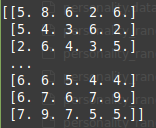 [[5. 8. 6. 2. 6.]
[5. 4. 3. 6. 2.]
[2. 6. 4. 3. 5.]
...
[6. 6. 5. 4. 4.]
[7. 6. 6. 7. 9.]
[7. 9. 7. 5. 5.]]